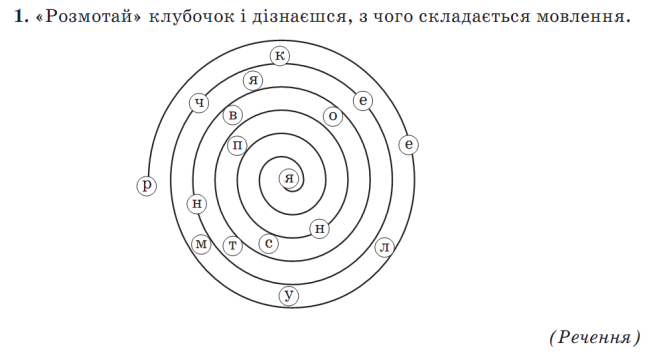 1. «Розмотай» клубочок і дізнаєшся, з чого складається мовлення.
к
я
ч
е
в
о
п
е
я
р
н
н
м
т
с
л
у
(Речення)